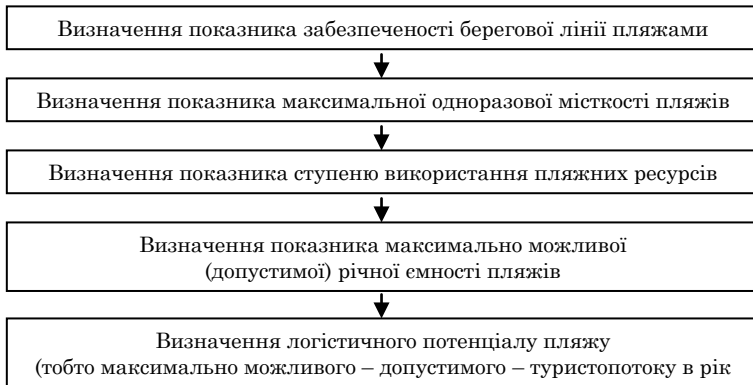 Визначення показника забезпеченості берегової лінії пляжами
Визначення показника максимальної одноразової місткості пляжів
Визначення показника ступеню використання пляжних ресурсів
Визначення показника максимально можливої
(допустимої) річної ємності пляжів
Визначення логістичного потенціалу пляжу
(тобто максимально можливого – допустимого – туристопотоку в рік